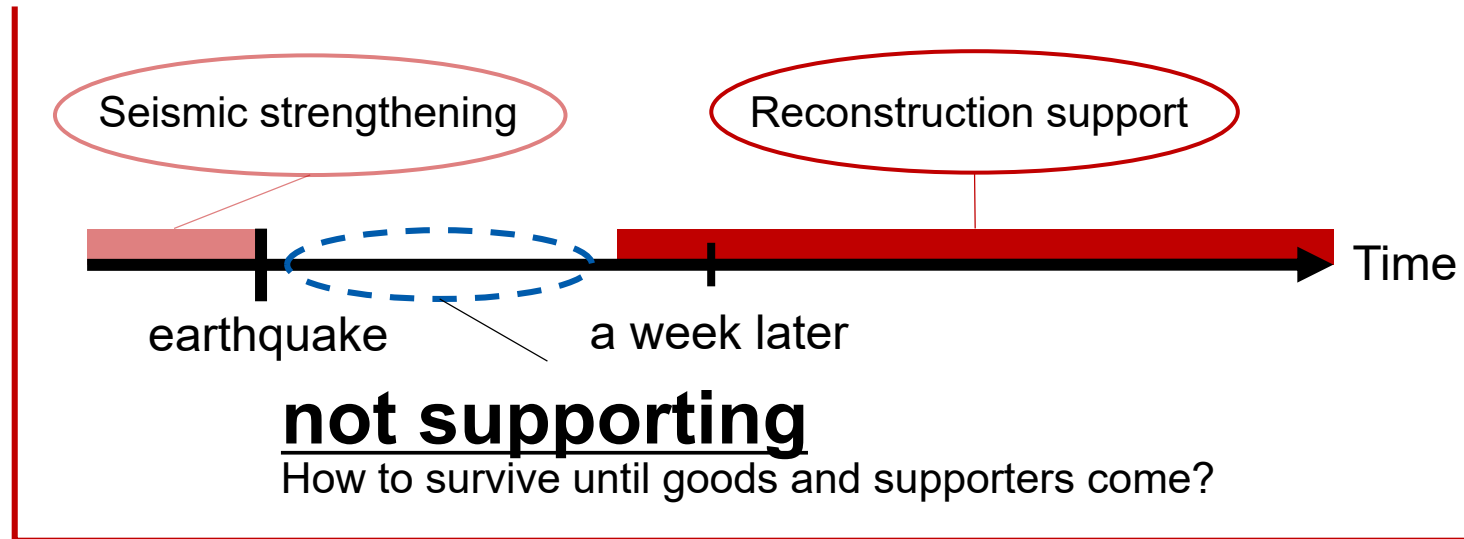 Seismic strengthening
Reconstruction support
Time
earthquake
a week later
not supporting
How to survive until goods and supporters come?